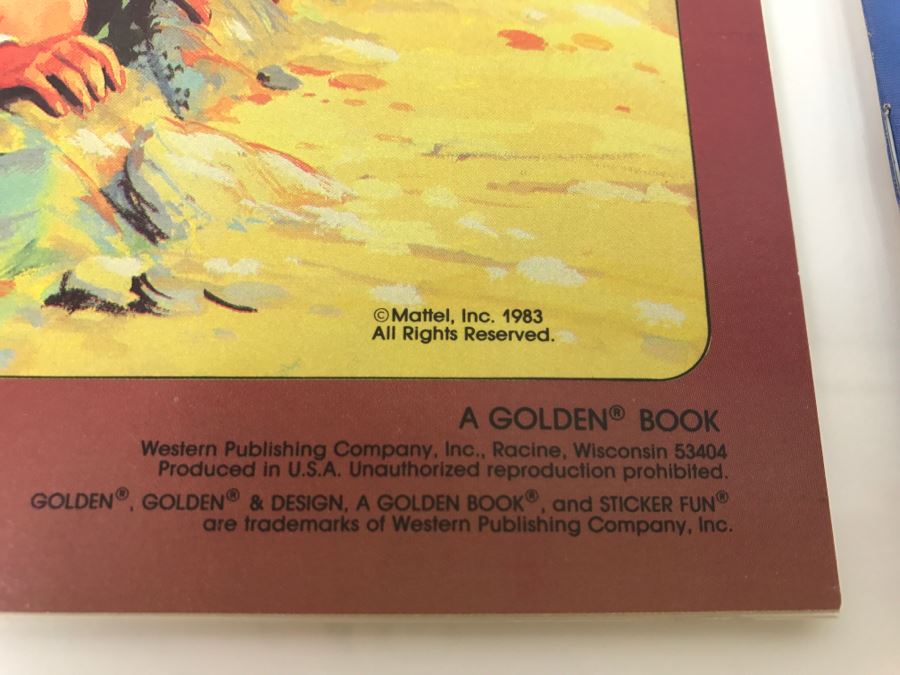 ©Mattel, Inc. 1983
All Rights Reserved.
A GOLDEN® BOOK
Western Publishing Company, Inc., Racine, Wisconsin 53404
Produced in U.S.A. Unauthorized reproduction prohibited.
GOLDEN®, GOLDEN® & DESIGN, A GOLDEN BOOK®, and STICKER FUN®
are trademarks of Western Publishing Company, Inc.